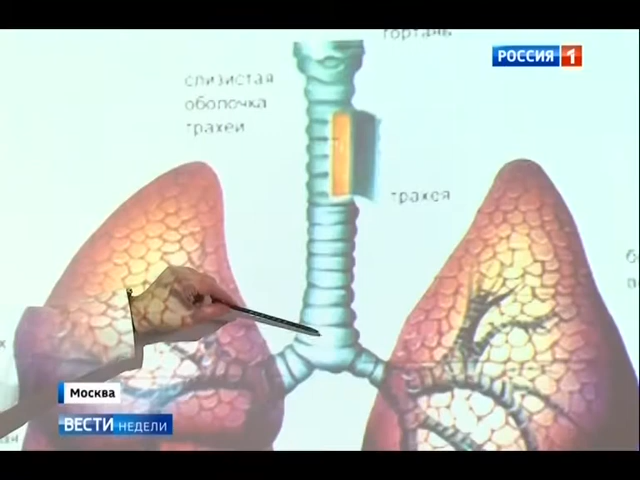 гортань
РОССИЯ 1
слизистая
оболочка
трахеи
трахея
Москва
ВЕСТИ НЕДЕЛИ